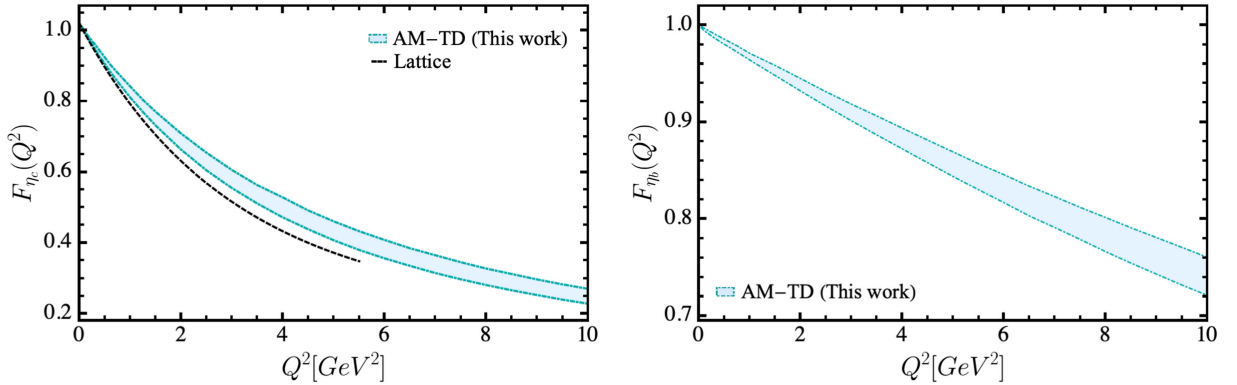 1.0
0.8
0.6
0.4
0.2
0 2 4 6 8 10
F_{η_c}(Q^2)
Q^2[GeV^2]
AM−TD (This work)
Lattice
1.0
0.9
0.8
0.7
0 2 4 6 8 10
F_{η_b}(Q^2)
Q^2[GeV^2]
AM−TD (This work)